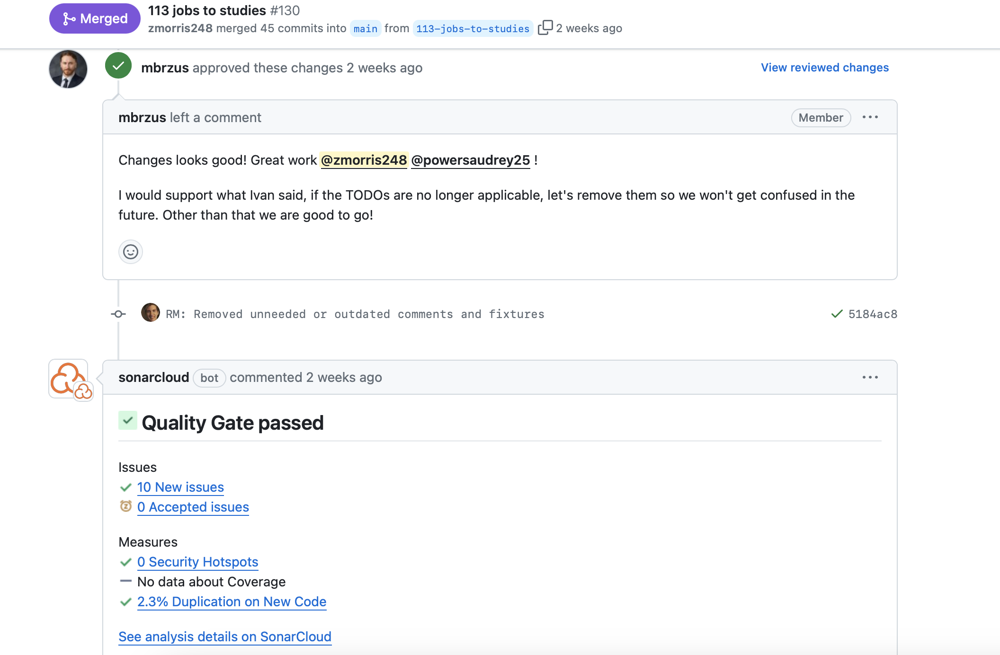 Merged
113 jobs to studies #130
zmorris248 merged 45 commits into main from 113-jobs-to-studies 2 weeks ago
mbrzus approved these changes 2 weeks ago
View reviewed changes
mbrzus left a comment
Member
Changes looks good! Great work @zmorris248 @powersaudrey25 !
I would support what Ivan said, if the TODOs are no longer applicable, let's remove them so we won't get confused in the
future. Other than that we are good to go!
RM: Removed unneeded or outdated comments and fixtures
5184ac8
sonarcloud bot commented 2 weeks ago
Quality Gate passed
Issues
10 New issues
0 Accepted issues
Measures
0 Security Hotspots
No data about Coverage
2.3% Duplication on New Code
See analysis details on SonarCloud